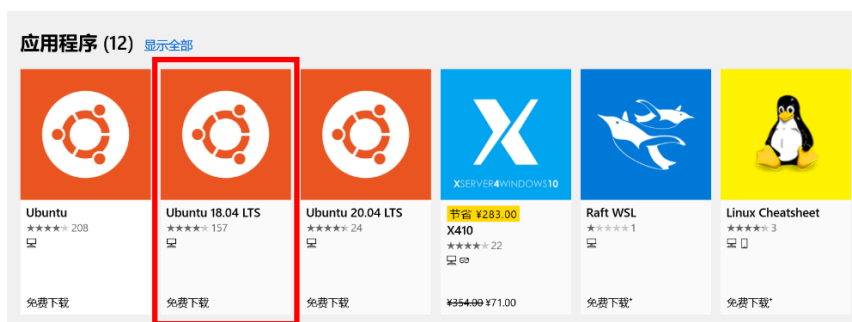 应用程序 (12) 显示全部
XSERVER4WINDOWS10
Ubuntu
208
免费下载
Ubuntu 18.04 LTS
157
免费下载
Ubuntu 20.04 LTS
24
免费下载
节省 ¥283.00
X410
22
¥354.00 ¥71.00
Raft WSL
1
免费下载*
Linux Cheatsheet
3
免费下载*